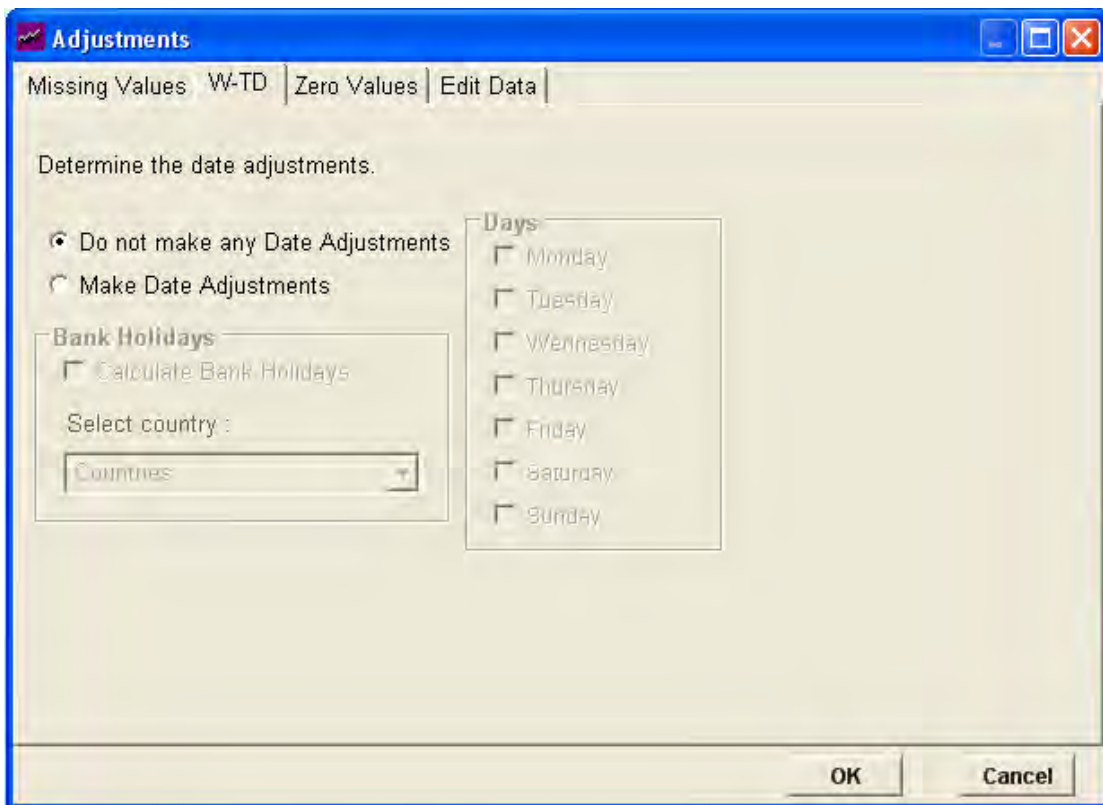 Adjustments
Missing Values W-TD Zero Values Edit Data
Determine the date adjustments.
Do not make any Date Adjustments
Make Date Adjustments
Bank Holidays
Calculate Bank Holidays
Select country :
Countries
Days
Monday
Tuesday
Wednesday
Thursday
Friday
Saturday
Sunday
OK Cancel